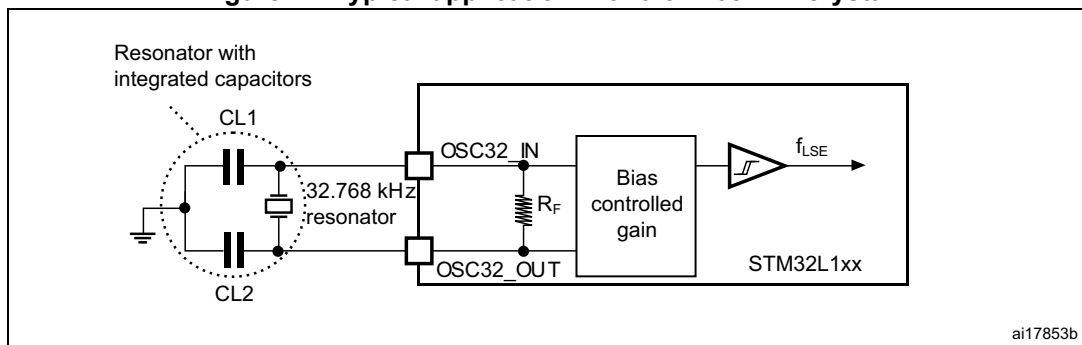 Resonator with
integrated capacitors
CL1
OSC32_IN
fLSE
32.768 kHz
resonator
RF
Bias
controlled
gain
STM32L1xx
OSC32_OUT
CL2
ai17853b